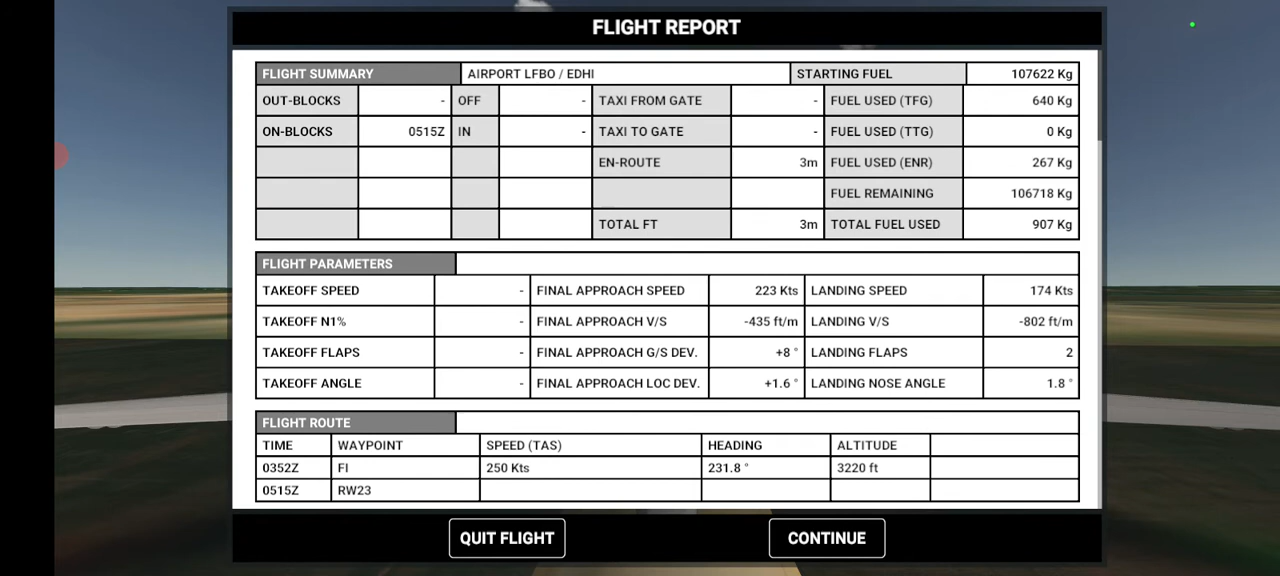 FLIGHT REPORT
FLIGHT SUMMARY AIRPORT LFBO / EDHI STARTING FUEL 107622 Kg
OUT-BLOCKS - OFF - TAXI FROM GATE - FUEL USED (TFG) 640 Kg
ON-BLOCKS 0515Z IN - TAXI TO GATE - FUEL USED (TTG) 0 Kg
EN-ROUTE 3m FUEL USED (ENR) 267 Kg
FUEL REMAINING 106718 Kg
TOTAL FT 3m TOTAL FUEL USED 907 Kg
FLIGHT PARAMETERS
TAKEOFF SPEED - FINAL APPROACH SPEED 223 Kts LANDING SPEED 174 Kts
TAKEOFF N1% - FINAL APPROACH V/S -435 ft/m LANDING V/S -802 ft/m
TAKEOFF FLAPS - FINAL APPROACH G/S DEV. +8 ° LANDING FLAPS 2
TAKEOFF ANGLE - FINAL APPROACH LOC DEV. +1.6 ° LANDING NOSE ANGLE 1.8 °
FLIGHT ROUTE
TIME WAYPOINT SPEED (TAS) HEADING ALTITUDE
0352Z FI 250 Kts 231.8 ° 3220 ft
0515Z RW23
QUIT FLIGHT CONTINUE